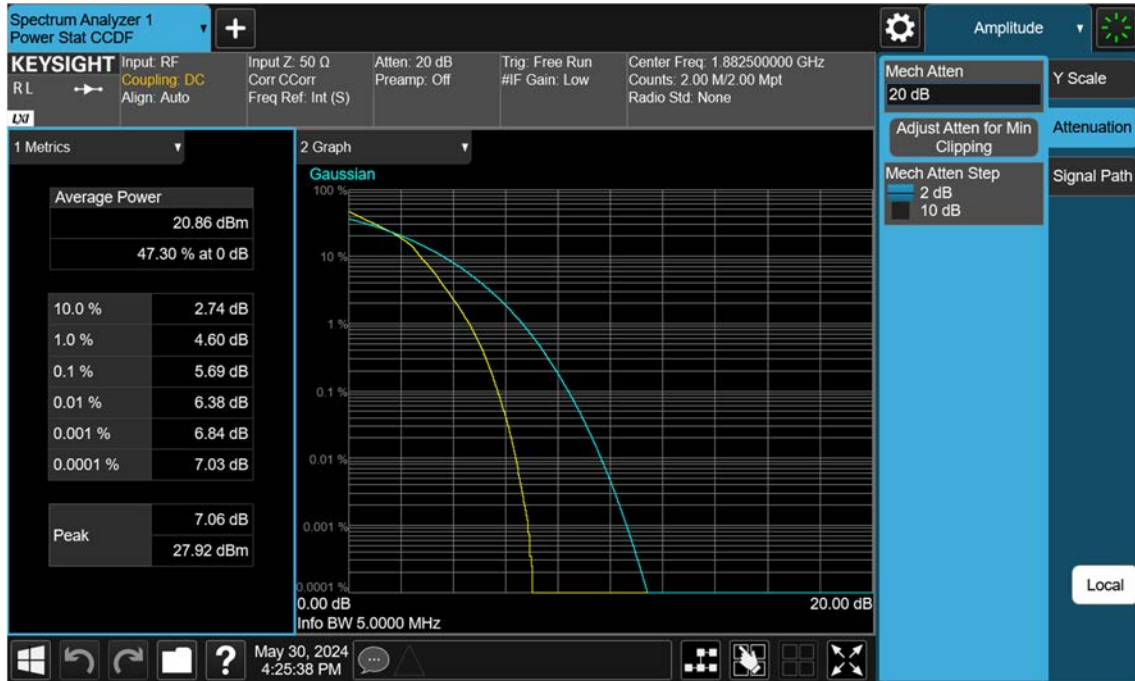 Spectrum Analyzer 1
Power Stat CCDF
Amplitude
KEYSIGHT
R L
LXI
Input: RF
Coupling: DC
Align: Auto
Input Z: 50 Ω
Corr CCorr
Freq Ref: Int (S)
Atten: 20 dB
Preamp: Off
Trig: Free Run
#IF Gain: Low
Center Freq: 1.882500000 GHz
Counts: 2.00 M/2.00 Mpt
Radio Std: None
Mech Atten
20 dB
Adjust Atten for Min
Clipping
Mech Atten Step
2 dB
10 dB
Y Scale
Attenuation
Signal Path
1 Metrics
Average Power
20.86 dBm
47.30 % at 0 dB
10.0 % 2.74 dB
1.0 % 4.60 dB
0.1 % 5.69 dB
0.01 % 6.38 dB
0.001 % 6.84 dB
0.0001 % 7.03 dB
Peak
7.06 dB
27.92 dBm
2 Graph
Gaussian
100 %
10 %
1 %
0.1 %
0.01 %
0.001 %
0.0001 %
0.00 dB 20.00 dB
Info BW 5.0000 MHz
Local
?
May 30, 2024
4:25:38 PM